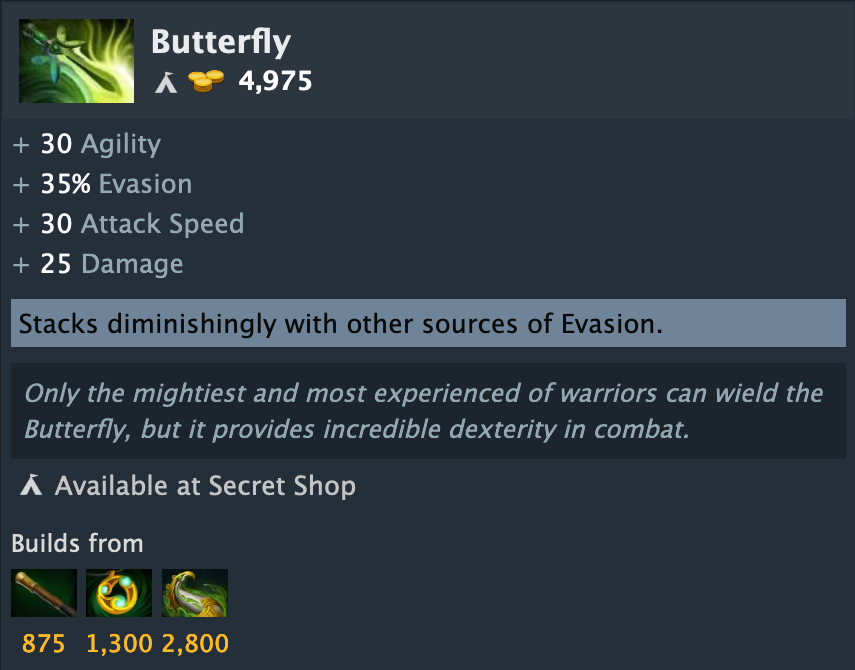 Butterfly
4,975
+ 30 Agility
+ 35% Evasion
+ 30 Attack Speed
+ 25 Damage
Stacks diminishingly with other sources of Evasion.
Only the mightiest and most experienced of warriors can wield the
Butterfly, but it provides incredible dexterity in combat.
Available at Secret Shop
Builds from
875 1,300 2,800